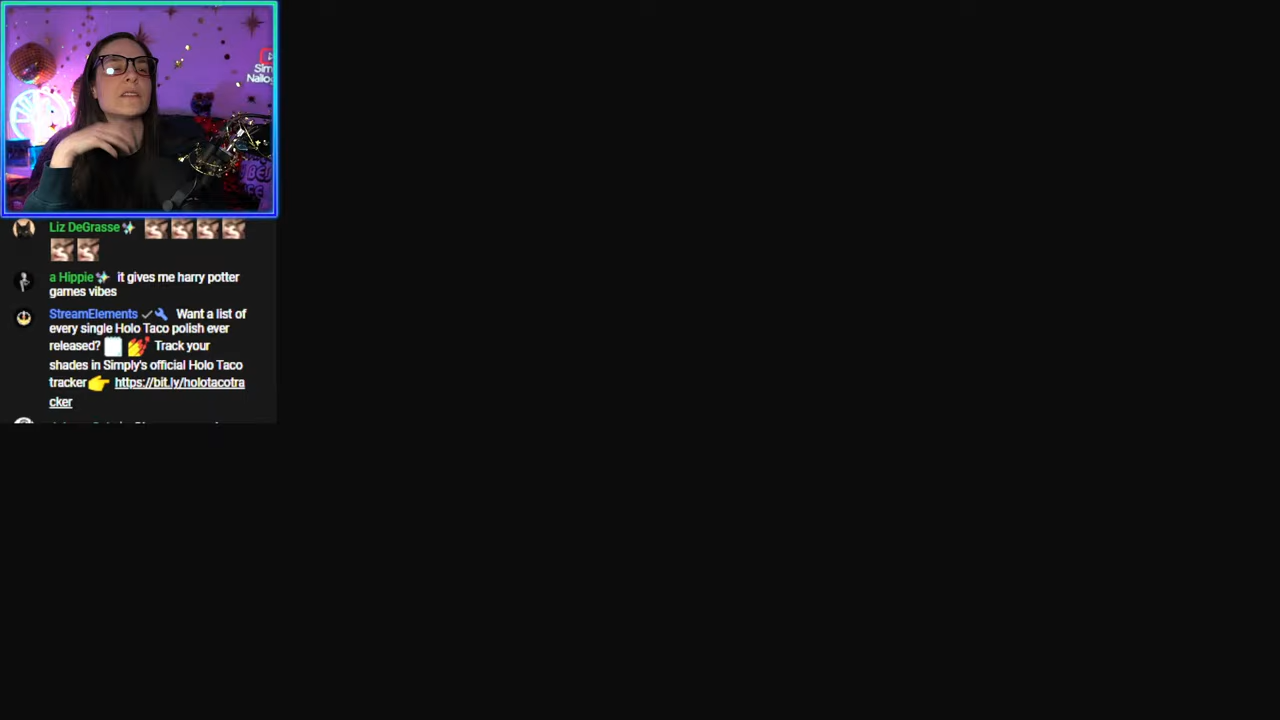 Liz DeGrasse✨
a Hippie✨ it gives me harry potter
games vibes
StreamElements Want a list of
every single Holo Taco polish ever
released? Track your
shades in Simply's official Holo Taco
tracker👉 https://bit.ly/holotacotra
cker